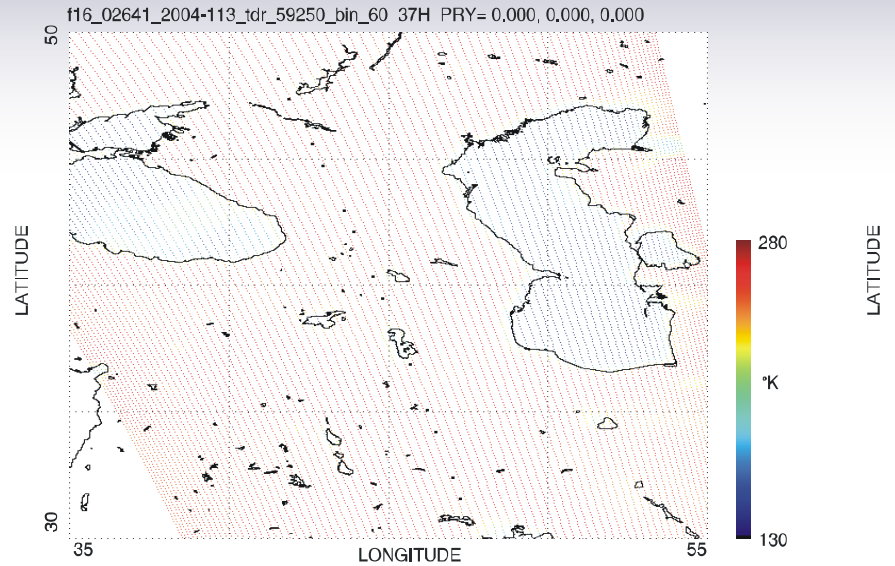 f16_02641_2004-113_tdr_59250_bin_60 37H PRY= 0.000, 0.000, 0.000
50
LATITUDE
30
35
LONGITUDE
55
280
°K
130
LATITUDE